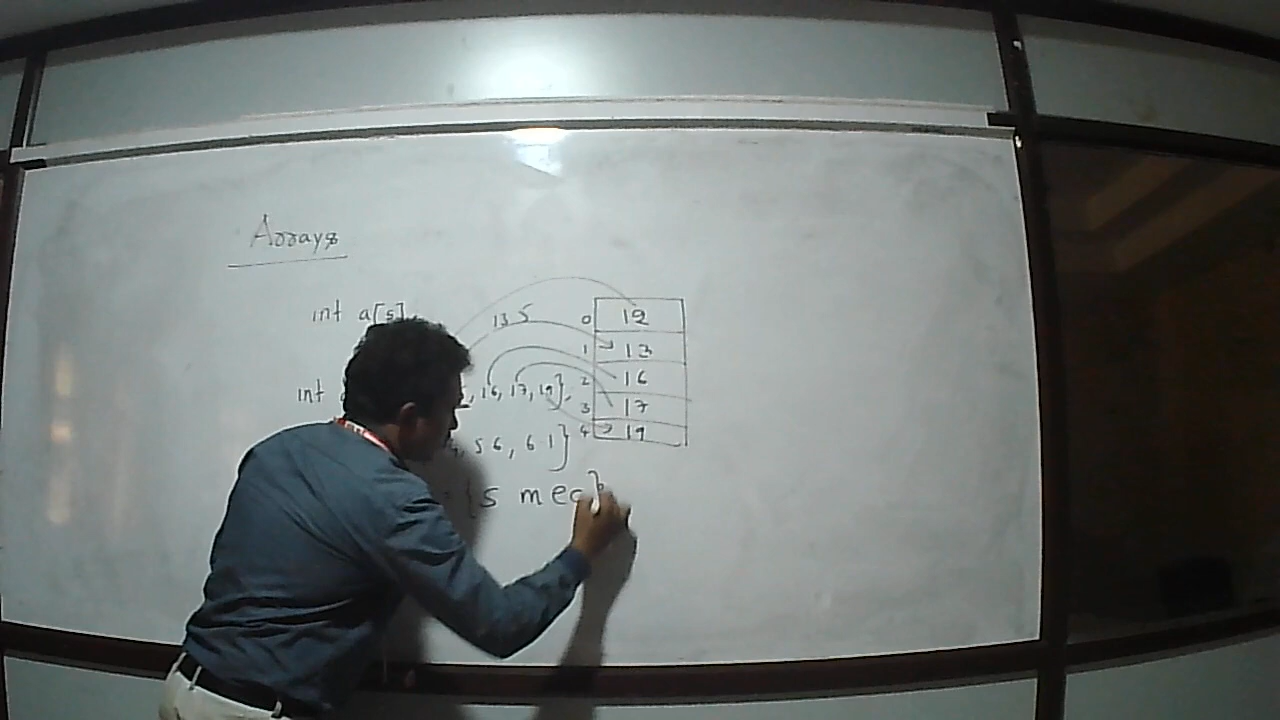 Arrays
int a[5]
13 5
0 12
1 13
int , 16, 17, 19}, 2 16
3 17
, 56, 61} 4 19
{s mec}